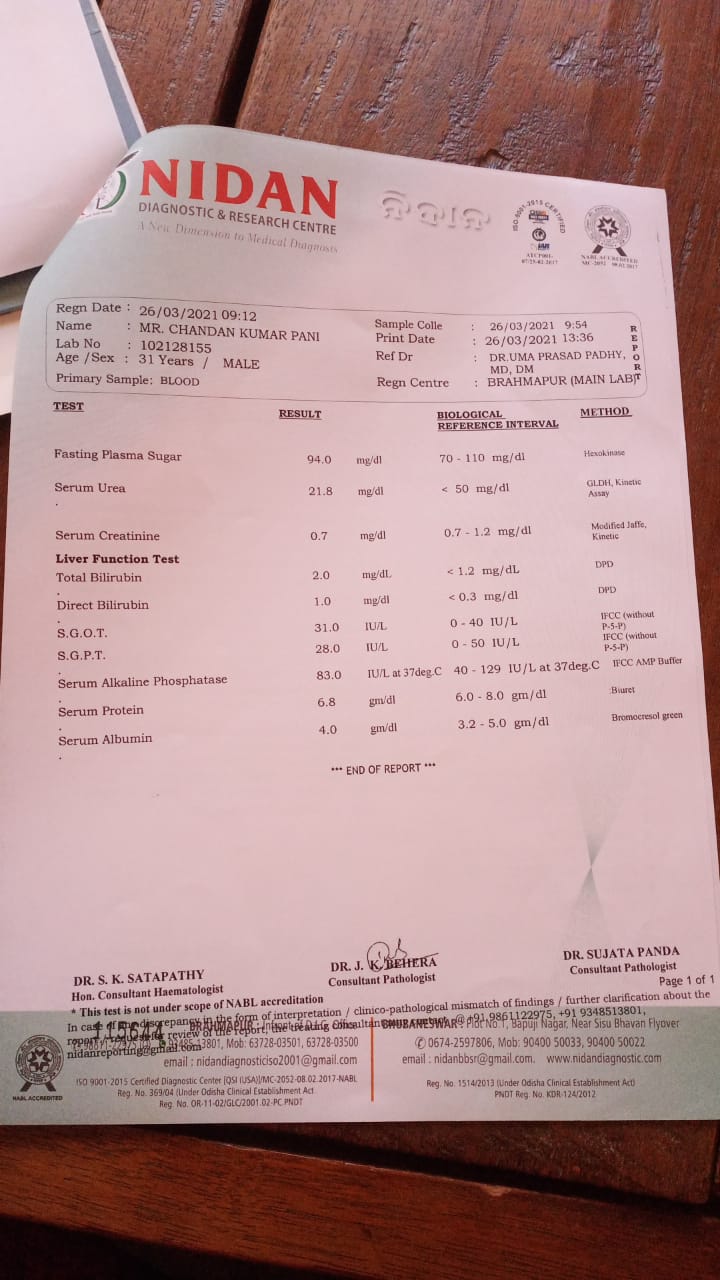 NIDAN
DIAGNOSTIC & RESEARCH CENTRE
A New Dimension to Medical Diagnosis
ନିଦାନ
ISO-9001-2015 CERTIFIED
NABL ACCREDITED
MC-2052 08.02.2017
Regn Date : 26/03/2021 09:12
Name : MR. CHANDAN KUMAR PANI
Lab No : 102128155
Age /Sex : 31 Years / MALE
Primary Sample: BLOOD
Sample Colle : 26/03/2021 9:54
Print Date : 26/03/2021 13:36
Ref Dr : DR.UMA PRASAD PADHY,
MD, DM
Regn Centre : BRAHMAPUR (MAIN LAB)
REPORT
TEST RESULT BIOLOGICAL REFERENCE INTERVAL METHOD
Fasting Plasma Sugar 94.0 mg/dl 70 - 110 mg/dl Hexokinase
Serum Urea 21.8 mg/dl < 50 mg/dl GLDH, Kinetic Assay
Serum Creatinine 0.7 mg/dl 0.7 - 1.2 mg/dl Modified Jaffe, Kinetic
Liver Function Test
Total Bilirubin 2.0 mg/dL < 1.2 mg/dL DPD
Direct Bilirubin 1.0 mg/dl < 0.3 mg/dL DPD
S.G.O.T. 31.0 IU/L 0 - 40 IU/L IFCC (without P-5-P)
S.G.P.T. 28.0 IU/L 0 - 50 IU/L IFCC (without P-5-P)
Serum Alkaline Phosphatase 83.0 IU/L at 37deg.C 40 - 129 IU/L at 37deg.C IFCC AMP Buffer
Serum Protein 6.8 gm/dl 6.0 - 8.0 gm/dl Biuret
Serum Albumin 4.0 gm/dl 3.2 - 5.0 gm/dl Bromocresol green
*** END OF REPORT ***
DR. S. K. SATAPATHY
Hon. Consultant Haematologist
DR. J. K. BEHERA
Consultant Pathologist
DR. SUJATA PANDA
Consultant Pathologist
Page 1 of 1
* This test is not under scope of NABL accreditation
In case of any discrepancy in the form of interpretation / clinico-pathological mismatch of findings / further clarification about the
report / review of the report, the treating Consultant @ +91 9861122975, +91 9348513801,
nidanreporting@gmail.com
115644
BRAHMAPUR :
Mob: 63728-03501, 63728-03500
email : nidandiagnosticiso2001@gmail.com
ISO 9001-2015 Certified Diagnostic Center [QSI (USA)]/MC-2052-08.02.2017-NABL
Reg. No. 369/04 (Under Odisha Clinical Establishment Act
Reg. No. OR-11-02/GLC/2001.02-PC PNDT
BHUBANESWAR : Plot No.1, Bapuji Nagar, Near Sisu Bhavan Flyover
✆ 0674-2597806, Mob: 90400 50033, 90400 50022
email : nidanbbsr@gmail.com. www.nidandiagnostic.com
Reg. No. 1514/2013 (Under Odisha Clinical Establishment Act)
PNDT Reg. No. KDR-124/2012
NABL ACCREDITED